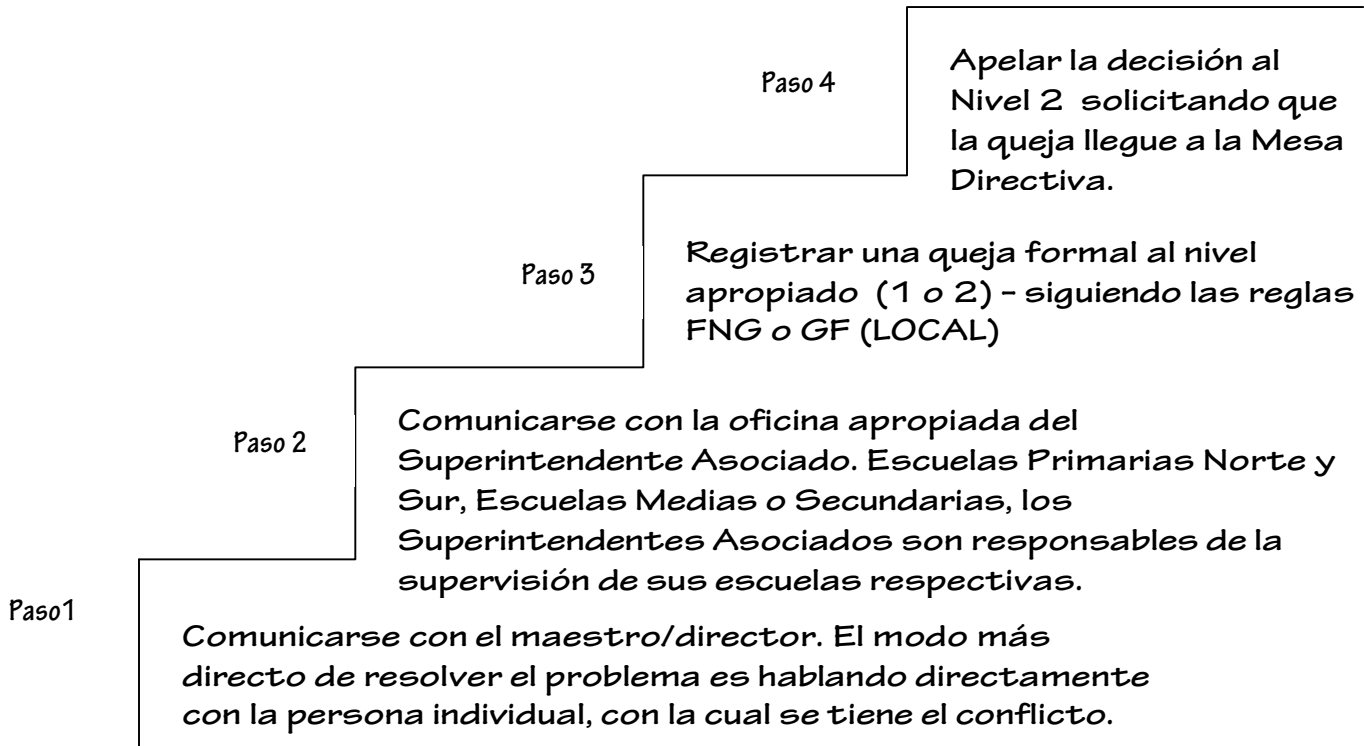 Paso 4
Apelar la decisión al
Nivel 2 solicitando que
la queja llegue a la Mesa
Directiva.
Paso 3
Registrar una queja formal al nivel
apropiado (1 o 2) - siguiendo las reglas
FNG o GF (LOCAL)
Paso 2
Comunicarse con la oficina apropiada del
Superintendente Asociado. Escuelas Primarias Norte y
Sur, Escuelas Medias o Secundarias, los
Superintendentes Asociados son responsables de la
supervisión de sus escuelas respectivas.
Paso1
Comunicarse con el maestro/director. El modo más
directo de resolver el problema es hablando directamente
con la persona individual, con la cual se tiene el conflicto.